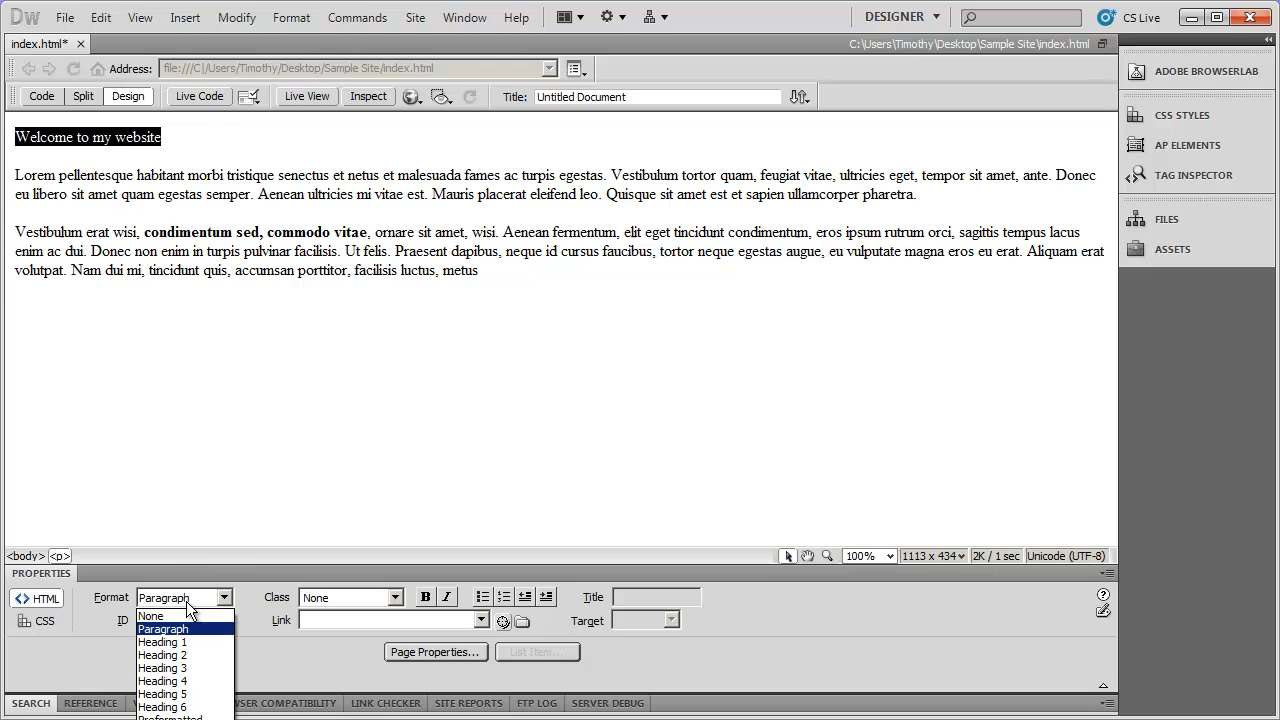 Dw File Edit View Insert Modify Format Commands Site Window Help DESIGNER CS Live
index.html* C:\Users\Timothy\Desktop\Sample Site\index.html
Address: file:///C|/Users/Timothy/Desktop/Sample Site/index.html
Code Split Design Live Code Live View Inspect Title: Untitled Document
Welcome to my website
Lorem pellentesque habitant morbi tristique senectus et netus et malesuada fames ac turpis egestas. Vestibulum tortor quam, feugiat vitae, ultricies eget, tempor sit amet, ante. Donec
eu libero sit amet quam egestas semper. Aenean ultricies mi vitae est. Mauris placerat eleifend leo. Quisque sit amet est et sapien ullamcorper pharetra.
Vestibulum erat wisi, condimentum sed, commodo vitae, ornare sit amet, wisi. Aenean fermentum, elit eget tincidunt condimentum, eros ipsum rutrum orci, sagittis tempus lacus
enim ac dui. Donec non enim in turpis pulvinar facilisis. Ut felis. Praesent dapibus, neque id cursus faucibus, tortor neque egestas augue, eu vulputate magna eros eu erat. Aliquam erat
volutpat. Nam dui mi, tincidunt quis, accumsan porttitor, facilisis luctus, metus
ADOBE BROWSERLAB
CSS STYLES
AP ELEMENTS
TAG INSPECTOR
FILES
ASSETS
<body> <p> 100% 1113 x 434 2K / 1 sec Unicode (UTF-8)
PROPERTIES
HTML Format Paragraph Class None B I Title
CSS ID Link Target
Page Properties... List Item...
None
Paragraph
Heading 1
Heading 2
Heading 3
Heading 4
Heading 5
Heading 6
Preformatted
SEARCH REFERENCE BROWSER COMPATIBILITY LINK CHECKER SITE REPORTS FTP LOG SERVER DEBUG